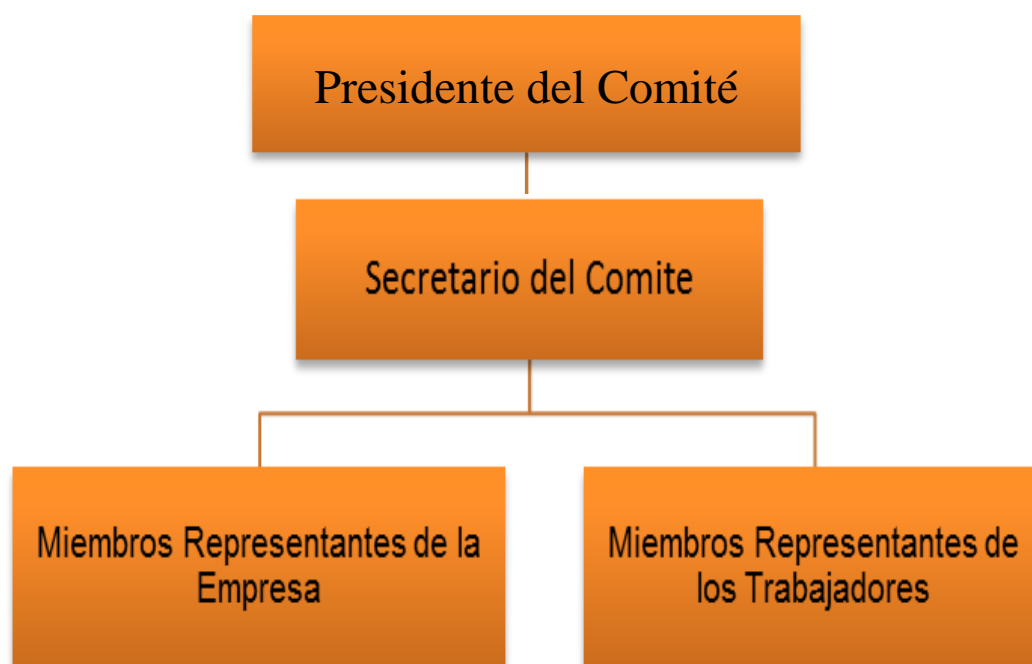 Presidente del Comité
Secretario del Comite
Miembros Representantes de la
Empresa
Miembros Representantes de
los Trabajadores